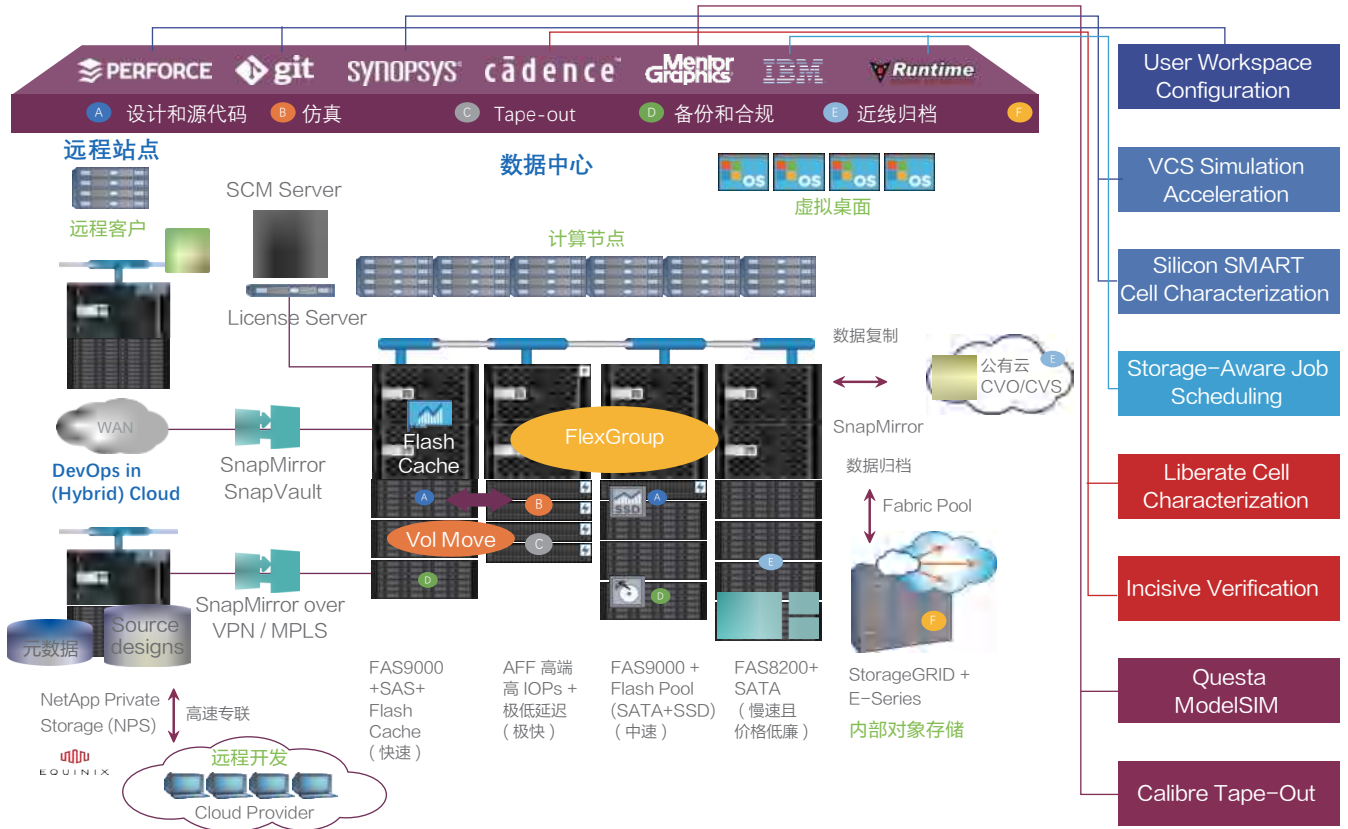 PERFORCE
git
SYNOPSYS
cādence
Mentor
Graphics
IBM
Runtime
A 设计和源代码
B 仿真
C Tape-out
D 备份和合规
E 近线归档
F
远程站点
数据中心
远程客户
SCM Server
License Server
OS
OS
OS
OS
虚拟桌面
计算节点
WAN
DevOps in
(Hybrid) Cloud
SnapMirror
SnapVault
Flash
Cache
FlexGroup
A
B
Vol Move
C
D
SSD
A
D
E
数据复制
公有云
CVO/CVS
E
SnapMirror
数据归档
Fabric Pool
F
元数据
Source
designs
SnapMirror over
VPN / MPLS
NetApp Private
Storage (NPS)
高速专联
EQUINIX
远程开发
Cloud Provider
FAS9000
+SAS+
Flash
Cache
(快速)
AFF 高端
高 IOPs +
极低延迟
(极快)
FAS9000 +
Flash Pool
(SATA+SSD)
(中速)
FAS8200+
SATA
(慢速且
价格低廉)
StorageGRID +
E-Series
内部对象存储
User Workspace
Configuration
VCS Simulation
Acceleration
Silicon SMART
Cell Characterization
Storage-Aware Job
Scheduling
Liberate Cell
Characterization
Incisive Verification
Questa
ModelSIM
Calibre Tape-Out